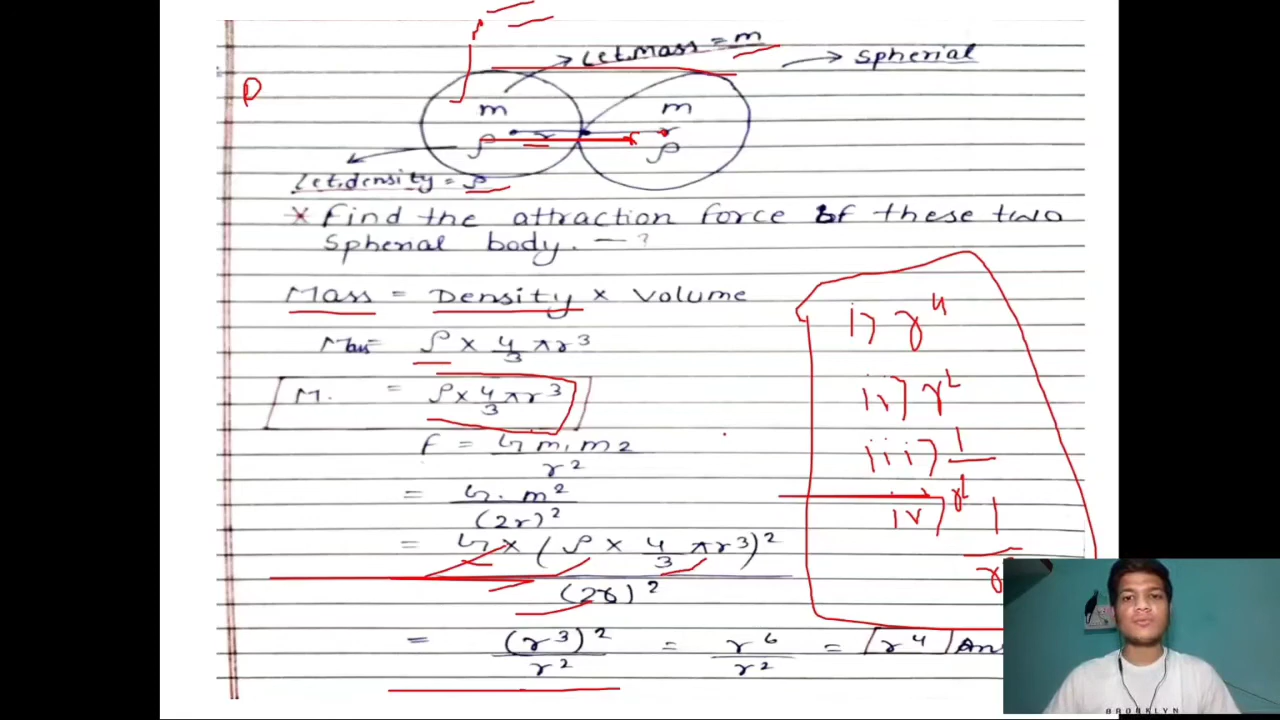 Let, Mass = m
→ Spherial
P
m
m
r
r
ρ
ρ
Let, density = ρ
* Find the attraction force of these two
Spherial body. — ?
Mass = Density × Volume
Mass = ρ × 4/3 πr³
M. = ρ × 4/3 πr³
F = G m₁ m2 / r²
= G. m² / (2r)²
= G × (ρ × 4/3 πr³)² / (2r)²
= (r³)² / r² = r⁶ / r² = r⁴ Ans
i) r⁴
ii) r²
iii) 1/r²
BROOKLYN